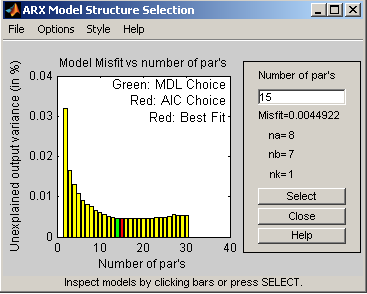 ARX Model Structure Selection
File Options Style Help
Model Misfit vs number of par's
Green: MDL Choice
Red: AIC Choice
Red: Best Fit
Unexplained output variance (in %)
0.04
0.03
0.02
0.01
0
0 10 20 30 40
Number of par's
Number of par's
15
Misfit=0.0044922
na= 8
nb= 7
nk= 1
Select
Close
Help
Inspect models by clicking bars or press SELECT.